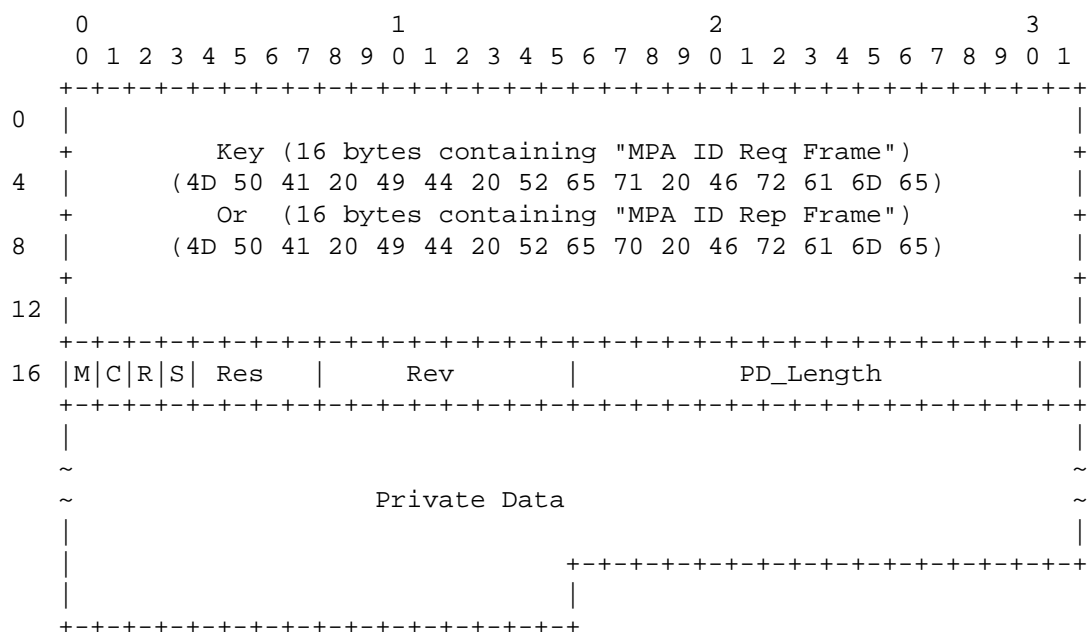 0                   1                   2                   3
    0 1 2 3 4 5 6 7 8 9 0 1 2 3 4 5 6 7 8 9 0 1 2 3 4 5 6 7 8 9 0 1
   +-+-+-+-+-+-+-+-+-+-+-+-+-+-+-+-+-+-+-+-+-+-+-+-+-+-+-+-+-+-+-+-+
0  |                                                               |
   +         Key (16 bytes containing "MPA ID Req Frame")          +
4  |      (4D 50 41 20 49 44 20 52 65 71 20 46 72 61 6D 65)        |
   +         Or  (16 bytes containing "MPA ID Rep Frame")          +
8  |      (4D 50 41 20 49 44 20 52 65 70 20 46 72 61 6D 65)        |
   +                                                               +
12 |                                                               |
   +-+-+-+-+-+-+-+-+-+-+-+-+-+-+-+-+-+-+-+-+-+-+-+-+-+-+-+-+-+-+-+-+
16 |M|C|R|S| Res   |     Rev       |          PD_Length            |
   +-+-+-+-+-+-+-+-+-+-+-+-+-+-+-+-+-+-+-+-+-+-+-+-+-+-+-+-+-+-+-+-+
   |                                                               |
   ~                                                               ~
   ~                   Private Data                                ~
   |                                                               |
   |                               +-+-+-+-+-+-+-+-+-+-+-+-+-+-+-+-+
   |                               |
   +-+-+-+-+-+-+-+-+-+-+-+-+-+-+-+-+